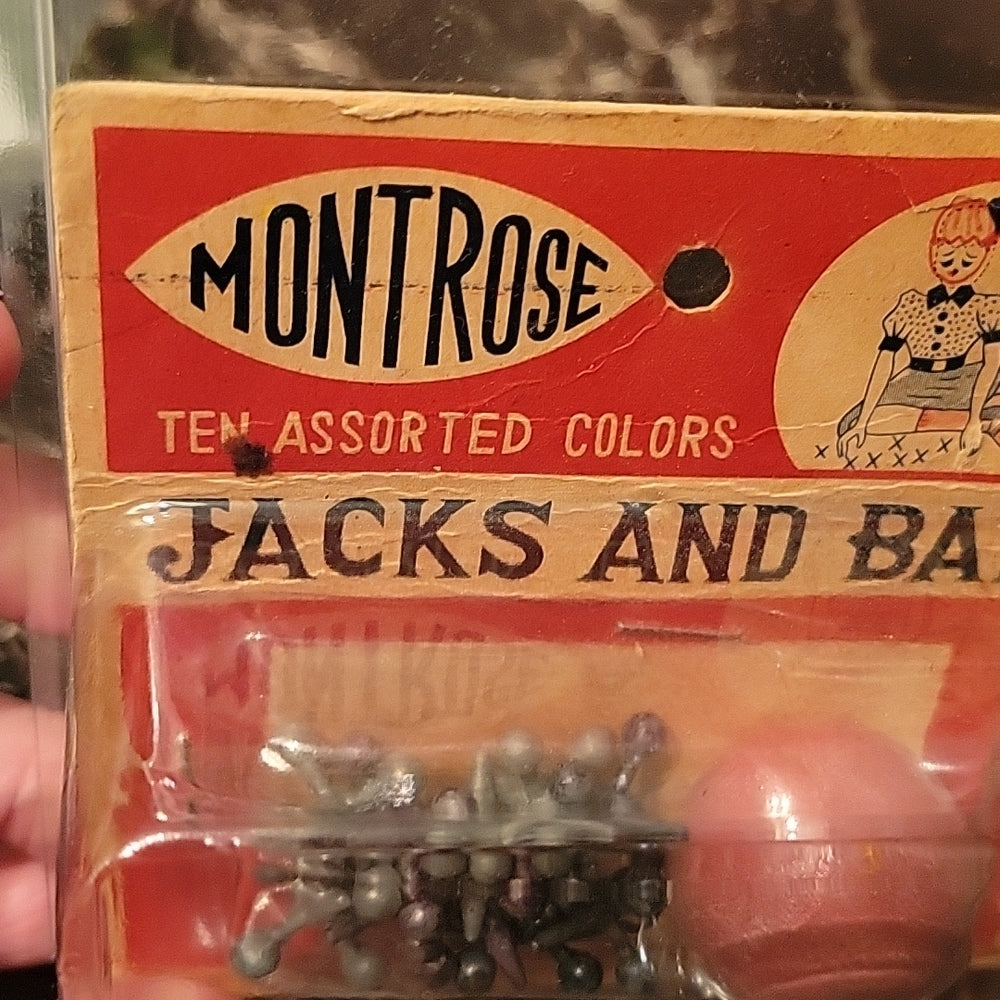 MONTROSE
TEN ASSORTED COLORS
JACKS AND BA